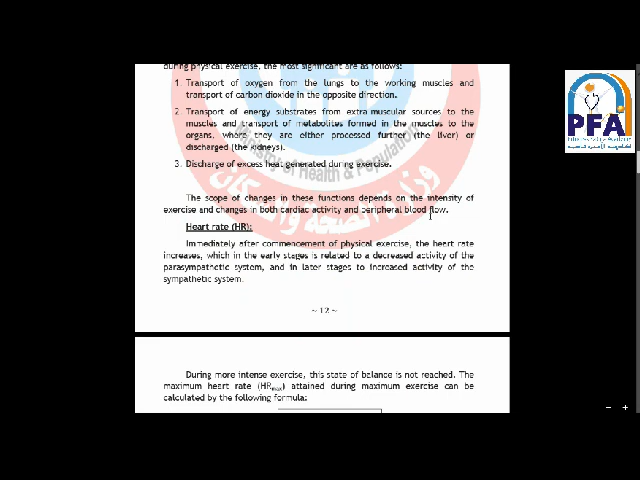 during physical exercise, the most significant are as follows:
1. Transport of oxygen from the lungs to the working muscles and
transport of carbon dioxide in the opposite direction.
2. Transport of energy substrates from extra-muscular sources to the
muscles and transport of metabolites formed in the muscles to the
organs, where they are either processed further (the liver) or
discharged (the kidneys).
3. Discharge of excess heat generated during exercise.
Ministry of Health & Population
وزارة الصحة والسكان
The scope of changes in these functions depends on the intensity of
exercise and changes in both cardiac activity and peripheral blood flow.
Heart rate (HR):
Immediately after commencement of physical exercise, the heart rate
increases, which in the early stages is related to a decreased activity of the
parasympathetic system, and in later stages to increased activity of the
sympathetic system.
~ 12 ~
During more intense exercise, this state of balance is not reached. The
maximum heart rate (HRmax) attained during maximum exercise can be
calculated by the following formula:
PFA